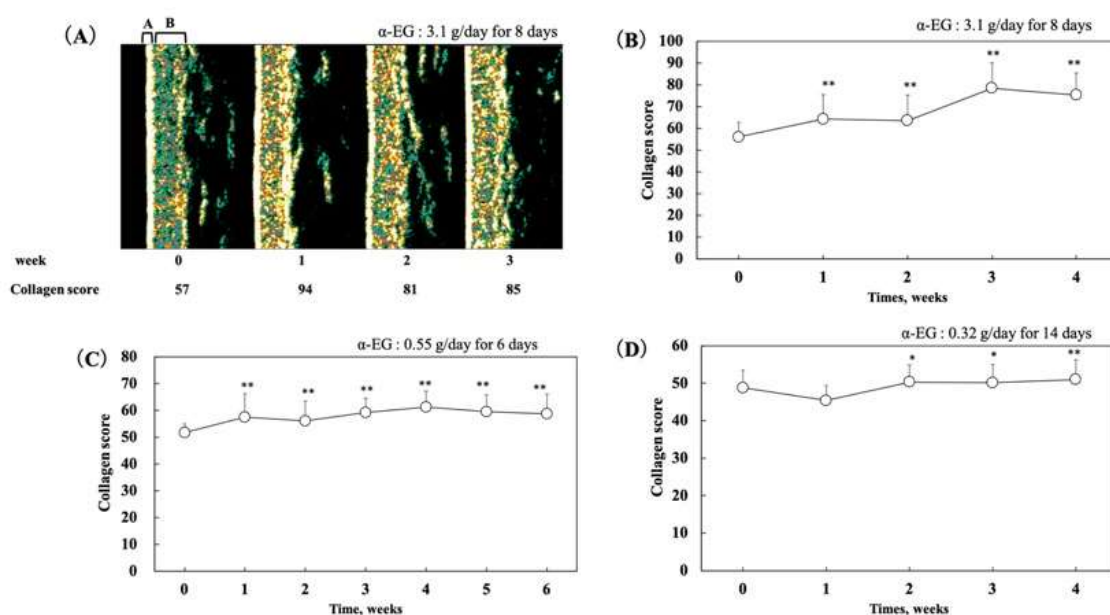 (A)
A B
α-EG : 3.1 g/day for 8 days
week 0 1 2 3
Collagen score 57 94 81 85
(B)
α-EG : 3.1 g/day for 8 days
Collagen score
100
90
80
70
60
50
40
30
20
10
0
** ** ** **
0 1 2 3 4
Times, weeks
(C)
α-EG : 0.55 g/day for 6 days
Collagen score
80
70
60
50
40
30
20
10
0
** ** ** ** ** **
0 1 2 3 4 5 6
Time, weeks
(D)
α-EG : 0.32 g/day for 14 days
Collagen score
60
50
40
30
20
10
0
* * **
0 1 2 3 4
Times, weeks